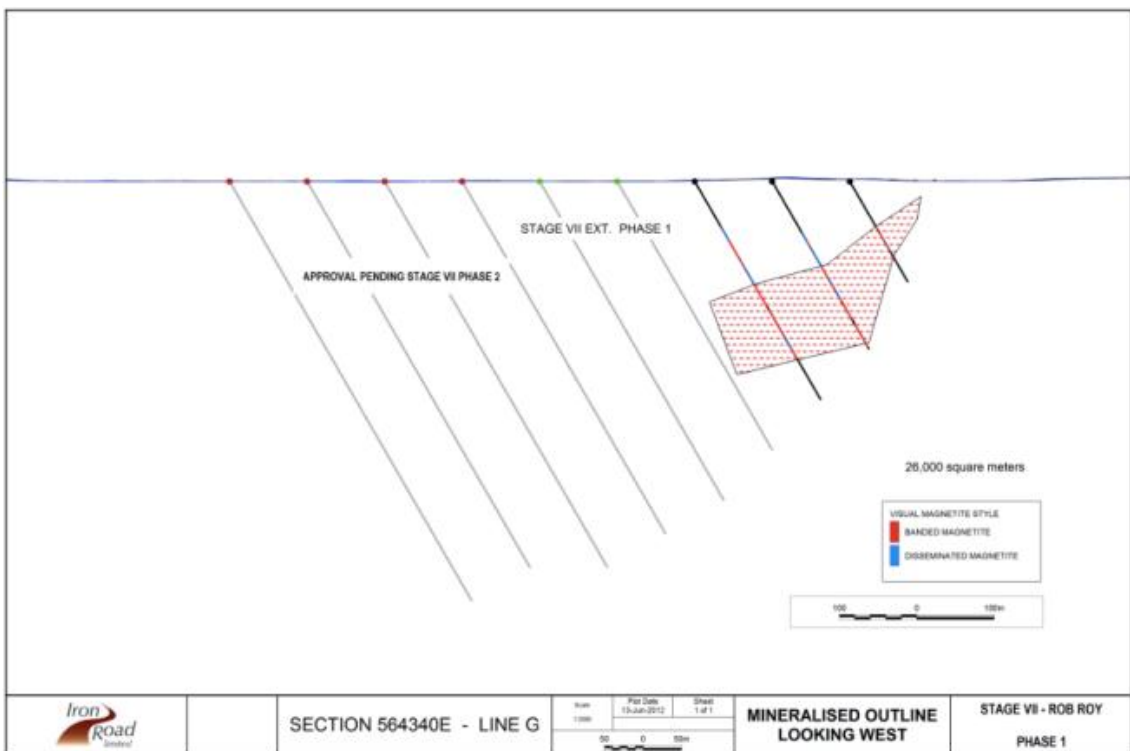 STAGE VII EXT. PHASE 1
APPROVAL PENDING STAGE VII PHASE 2
26,000 square meters
VISUAL MAGNETITE STYLE
BANDED MAGNETITE
DISSEMINATED MAGNETITE
100 0 100m
Iron
Road
limited
SECTION 564340E - LINE G
Scale
Plot Date
13-Jun-2012
Sheet
1 of 1
50 0 50m
MINERALISED OUTLINE
LOOKING WEST
STAGE VII - ROB ROY
PHASE 1